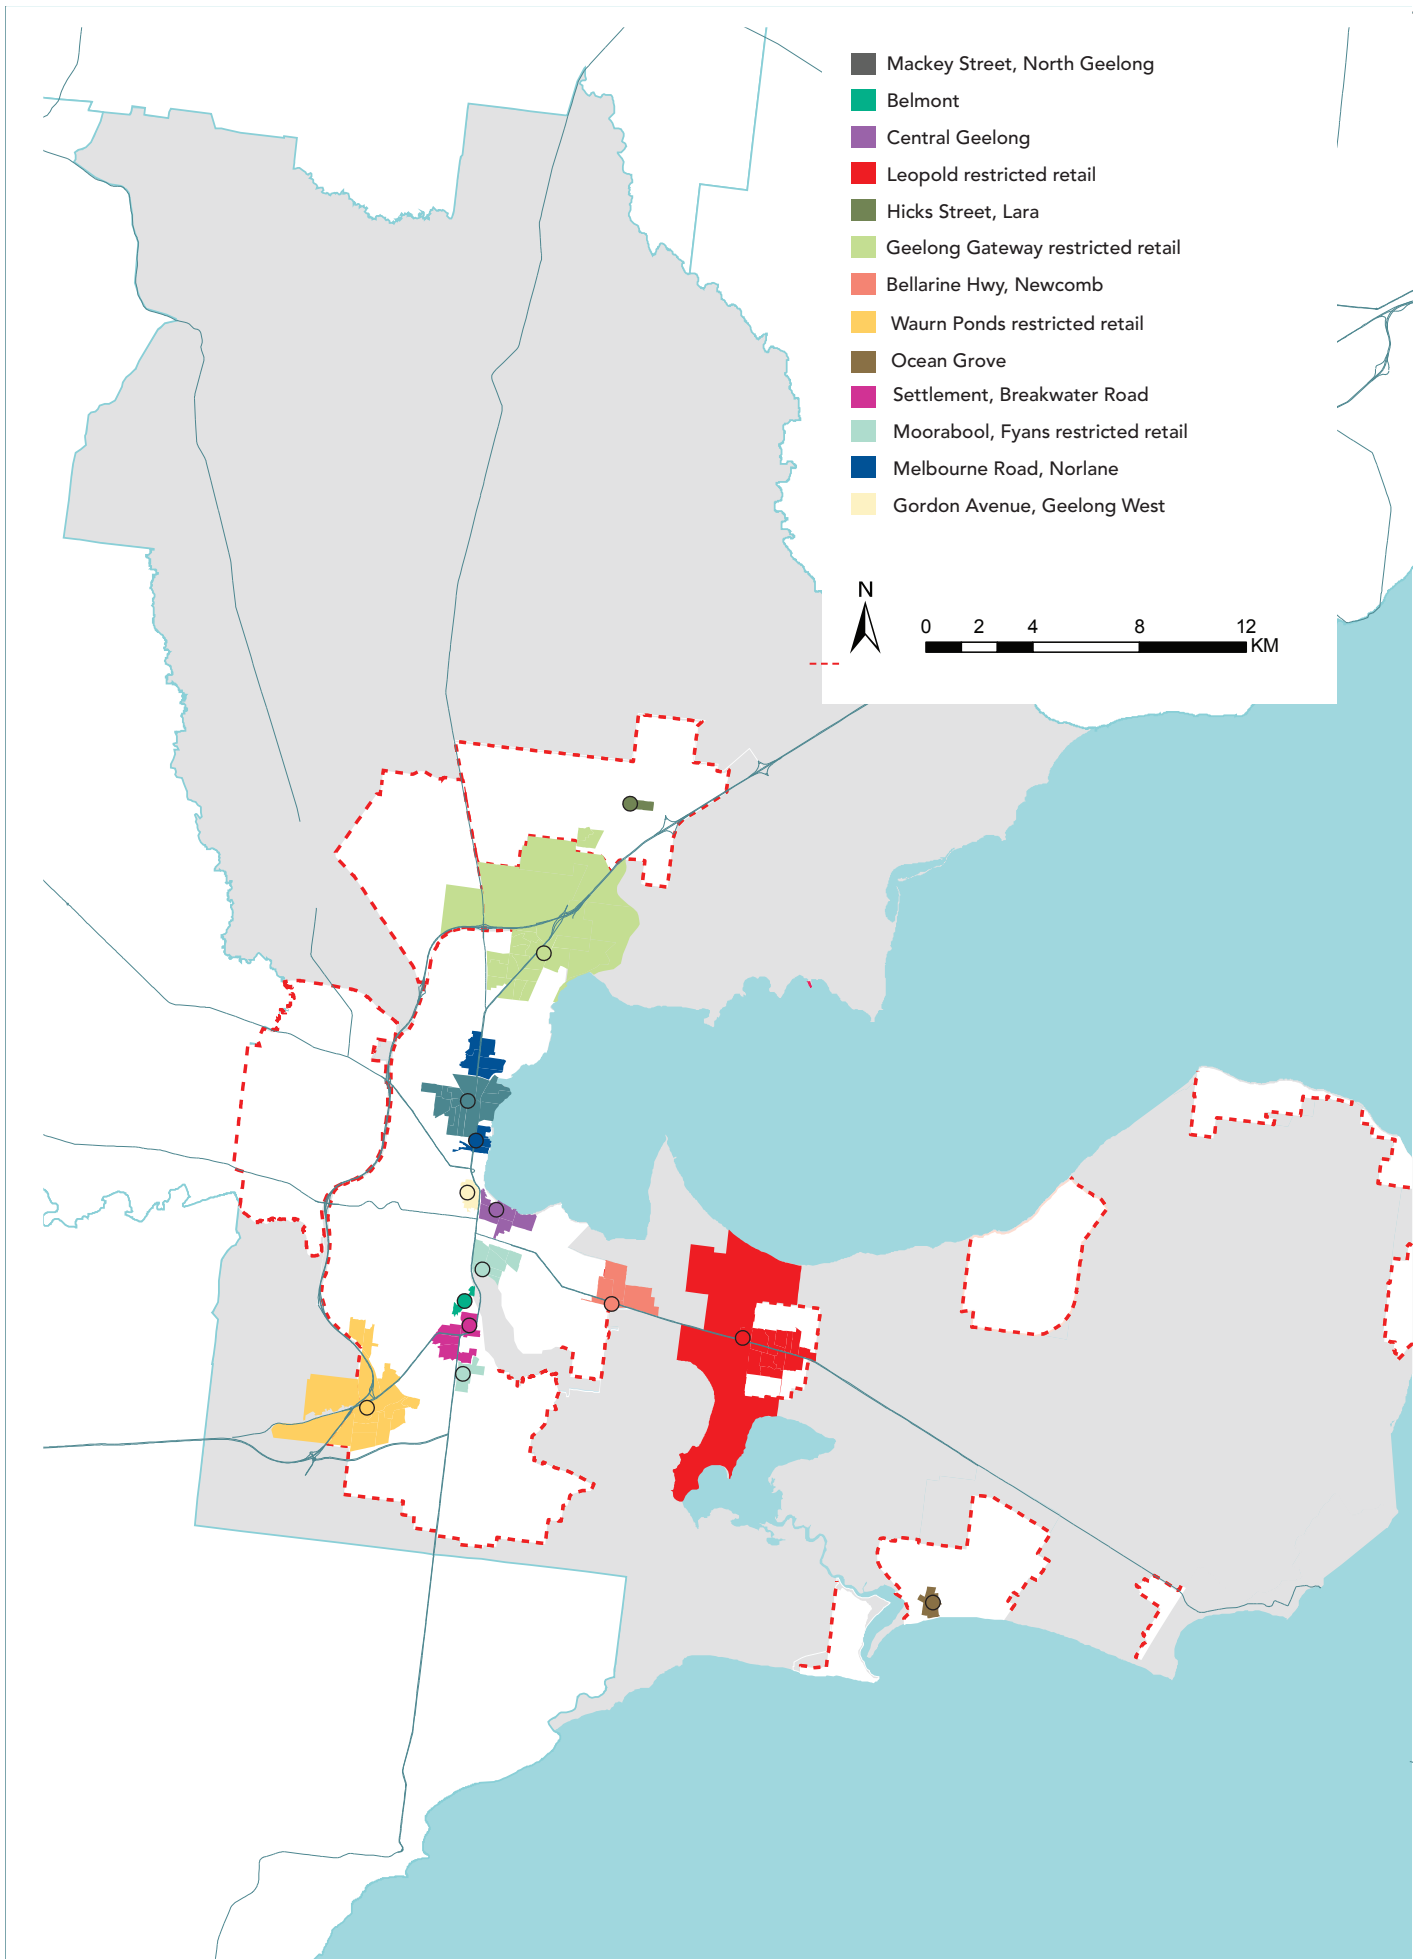 Mackey Street, North Geelong
Belmont
Central Geelong
Leopold restricted retail
Hicks Street, Lara
Geelong Gateway restricted retail
Bellarine Hwy, Newcomb
Waurn Ponds restricted retail
Ocean Grove
Settlement, Breakwater Road
Moorabool, Fyans restricted retail
Melbourne Road, Norlane
Gordon Avenue, Geelong West
N
0 2 4 8 12
KM